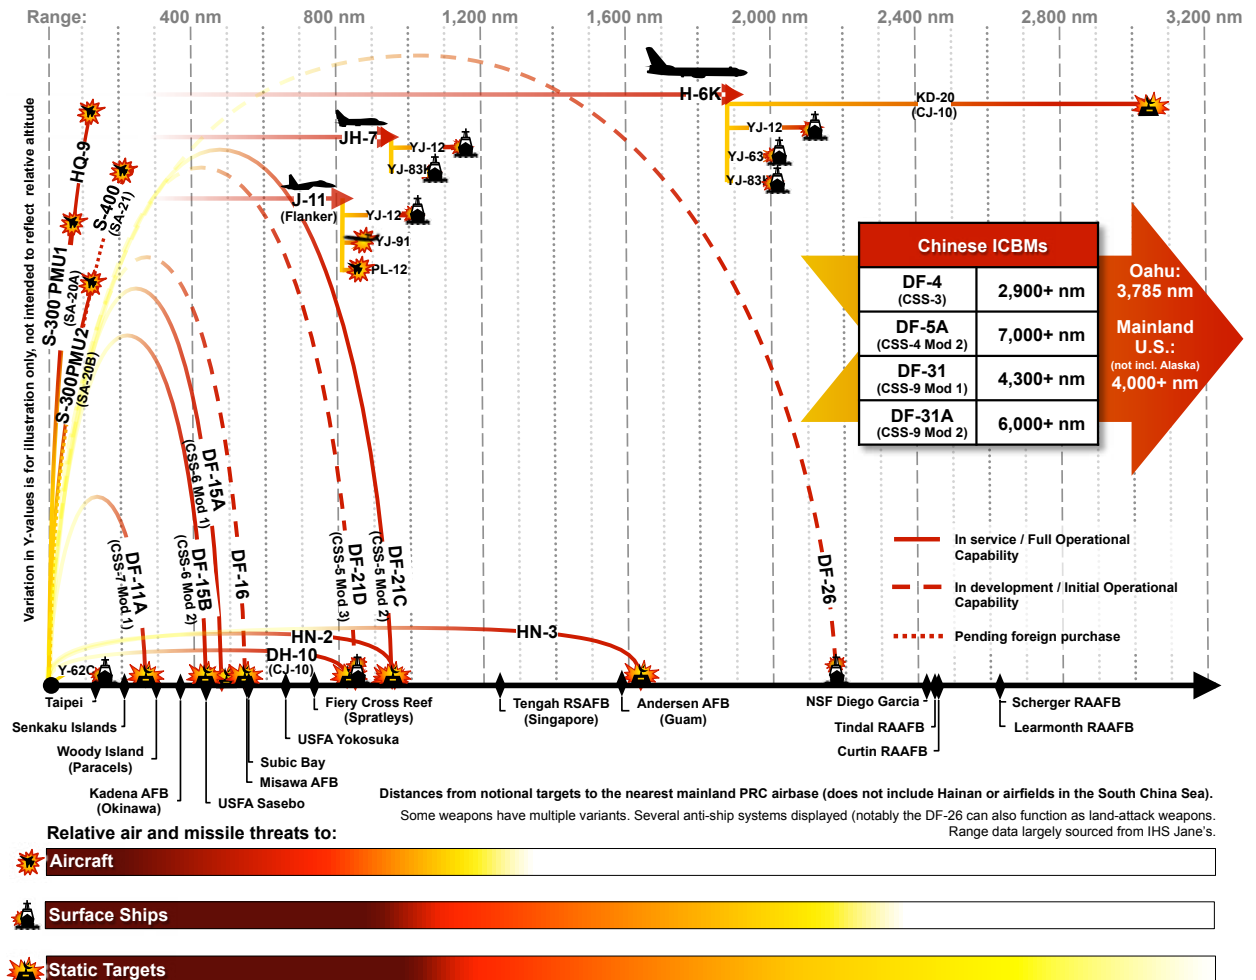 Range:
400 nm
800 nm
1,200 nm
1,600 nm
2,000 nm
2,400 nm
2,800 nm
3,200 nm
Variation in Y-values is for illustration only, not intended to reflect relative altitude
H-6K
KD-20
(CJ-10)
YJ-12
YJ-63
YJ-83K
JH-7
YJ-12
YJ-83K
J-11
(Flanker)
YJ-12
YJ-91
PL-12
HQ-9
S-400
(SA-21)
S-300 PMU1
(SA-20A)
S-300PMU2
(SA-20B)
Chinese ICBMs
DF-4
(CSS-3)
2,900+ nm
DF-5A
(CSS-4 Mod 2)
7,000+ nm
DF-31
(CSS-9 Mod 1)
4,300+ nm
DF-31A
(CSS-9 Mod 2)
6,000+ nm
Oahu:
3,785 nm
Mainland
U.S.:
(not incl. Alaska)
4,000+ nm
DF-11A
(CSS-7 Mod 1)
DF-15A
(CSS-6 Mod 1)
DF-15B
(CSS-6 Mod 2)
DF-16
DF-21D
(CSS-5 Mod 3)
DF-21C
(CSS-5 Mod 2)
DF-26
In service / Full Operational
Capability
In development / Initial Operational
Capability
Pending foreign purchase
HN-2
HN-3
DH-10
(CJ-10)
Y-62C
Taipei
Senkaku Islands
Woody Island
(Paracels)
Kadena AFB
(Okinawa)
USFA Sasebo
Misawa AFB
Subic Bay
USFA Yokosuka
Fiery Cross Reef
(Spratleys)
Tengah RSAFB
(Singapore)
Andersen AFB
(Guam)
NSF Diego Garcia
Tindal RAAFB
Curtin RAAFB
Scherger RAAFB
Learmonth RAAFB
Distances from notional targets to the nearest mainland PRC airbase (does not include Hainan or airfields in the South China Sea).
Some weapons have multiple variants. Several anti-ship systems displayed (notably the DF-26 can also function as land-attack weapons.
Range data largely sourced from IHS Jane's.
Relative air and missile threats to:
Aircraft
Surface Ships
Static Targets